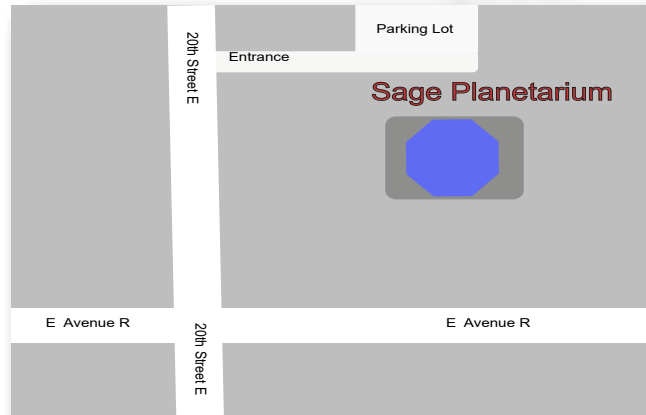 Parking Lot
20th Street E
Entrance
Sage Planetarium
E Avenue R
E Avenue R
20th Street E